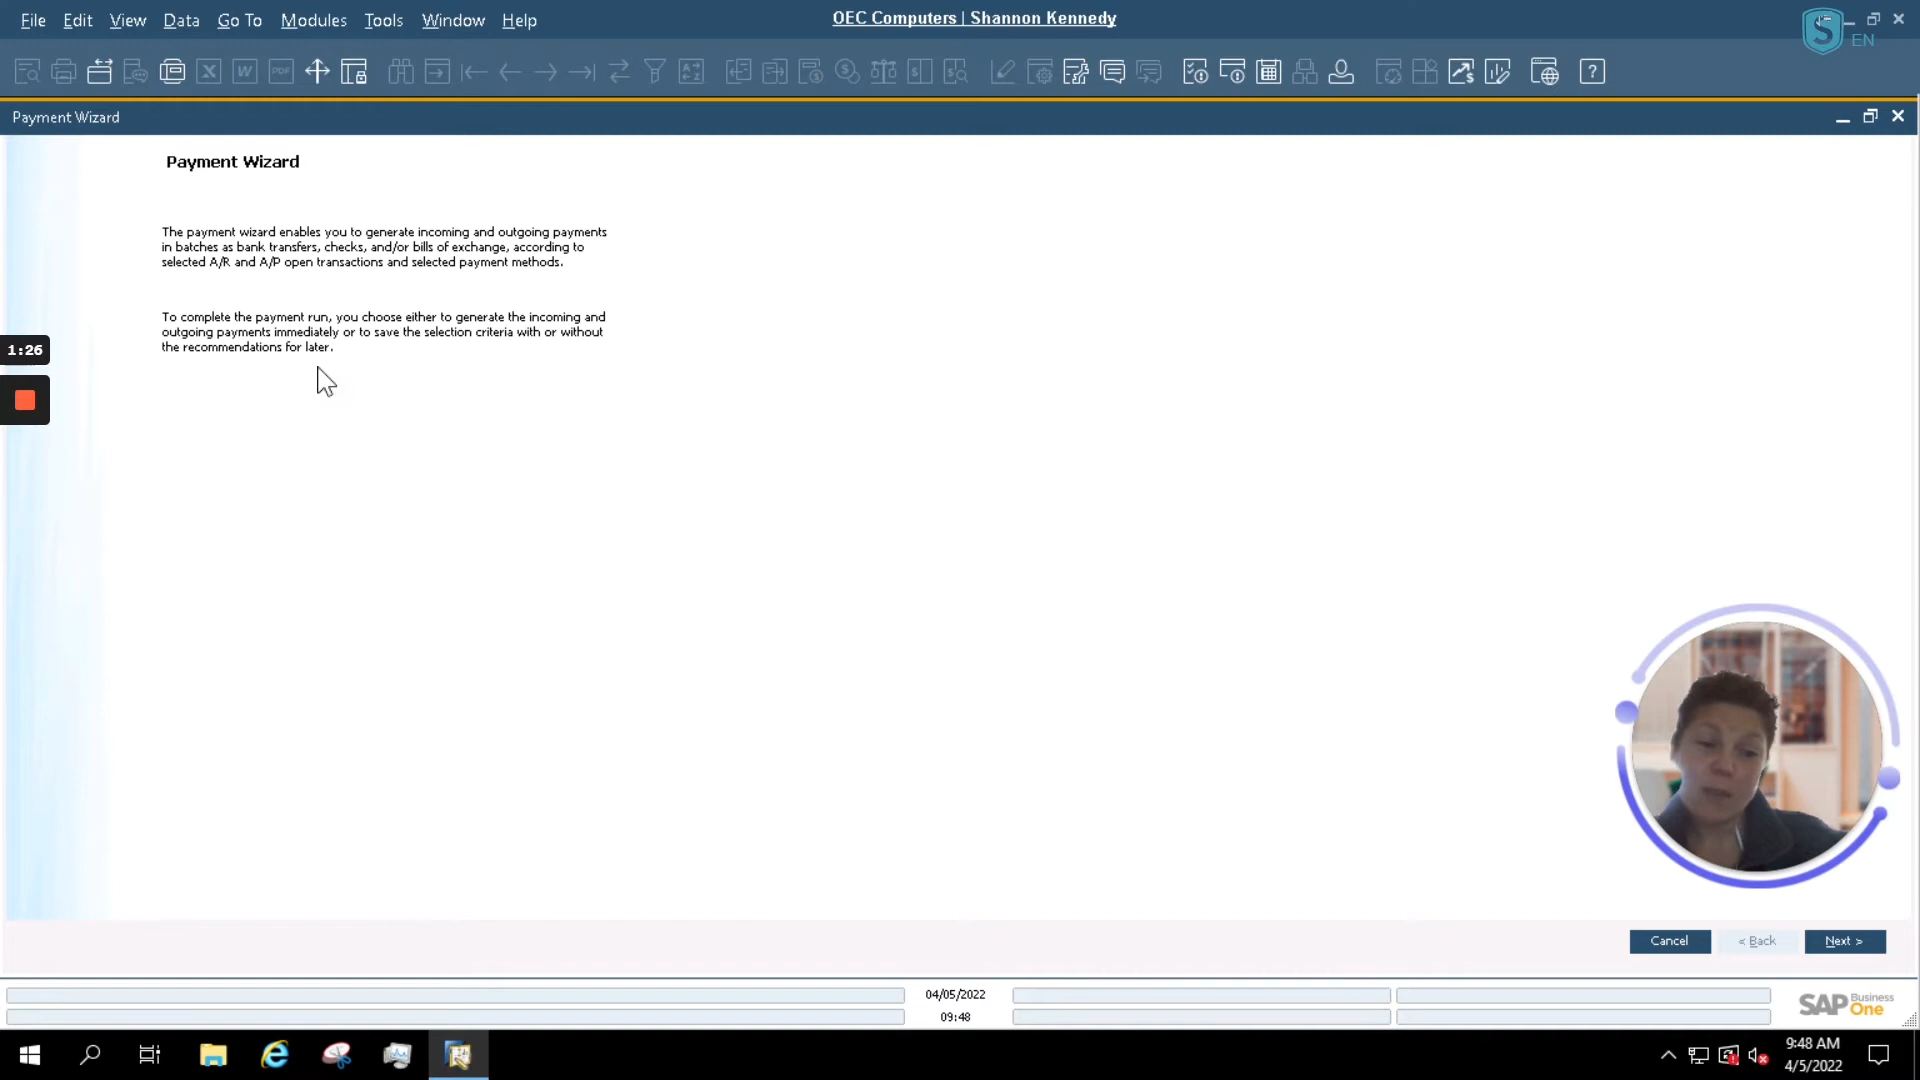 File Edit View Data Go To Modules Tools Window Help
OEC Computers | Shannon Kennedy
EN
Payment Wizard
Payment Wizard
The payment wizard enables you to generate incoming and outgoing payments
in batches as bank transfers, checks, and/or bills of exchange, according to
selected A/R and A/P open transactions and selected payment methods.
To complete the payment run, you choose either to generate the incoming and
outgoing payments immediately or to save the selection criteria with or without
the recommendations for later.
1:26
Cancel < Back Next >
04/05/2022
09:48
SAP Business One
9:48 AM
4/5/2022